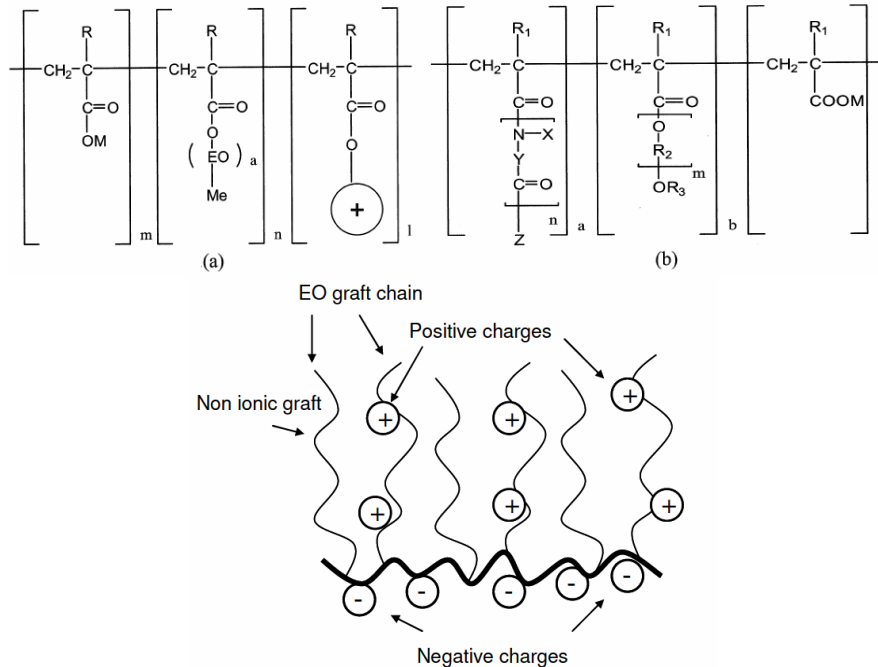 R
CH2—C
C=O
OM
m
R
CH2—C
C=O
O
(EO) a
Me
n
R
CH2—C
C=O
O
+
l
(a)
R1
CH2—C
C=O
N—X
Y
C=O
n
Z
a
R1
CH2—C
C=O
O
R2
m
OR3
b
R1
CH2—C
COOM
(b)
EO graft chain
Positive charges
Non ionic graft
+ + +
+ + +
- - - - -
Negative charges